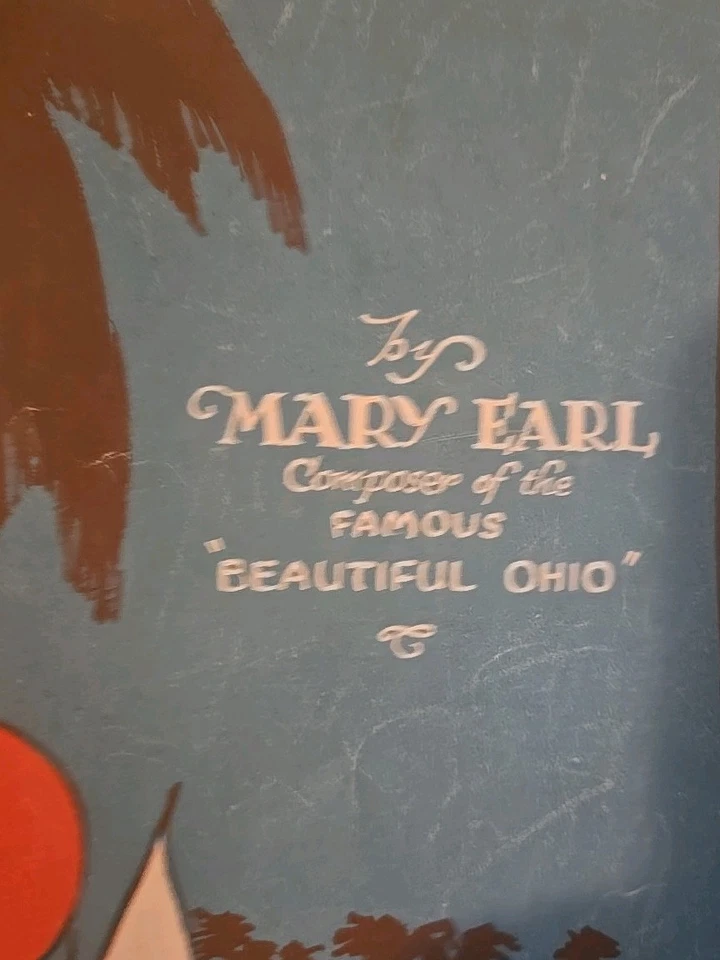 by
MARY EARL
Composer of the
FAMOUS
"BEAUTIFUL OHIO"